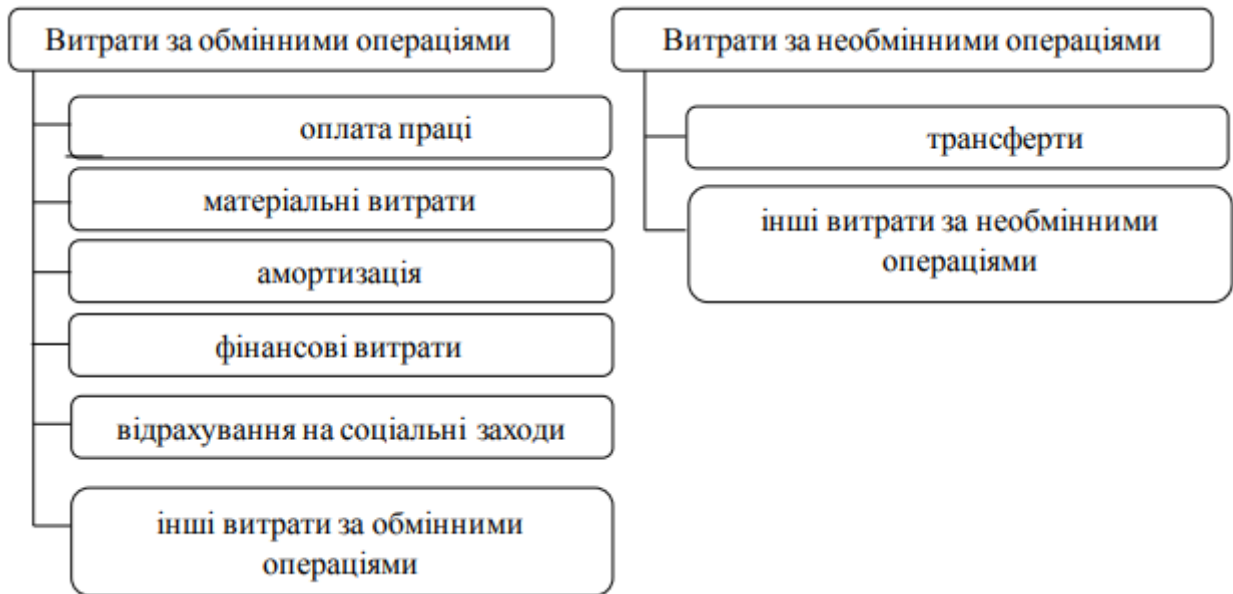 Витрати за обмінними операціями
оплата праці
матеріальні витрати
амортизація
фінансові витрати
відрахування на соціальні заходи
інші витрати за обмінними
операціями
Витрати за необмінними операціями
трансферти
інші витрати за необмінними
операціями